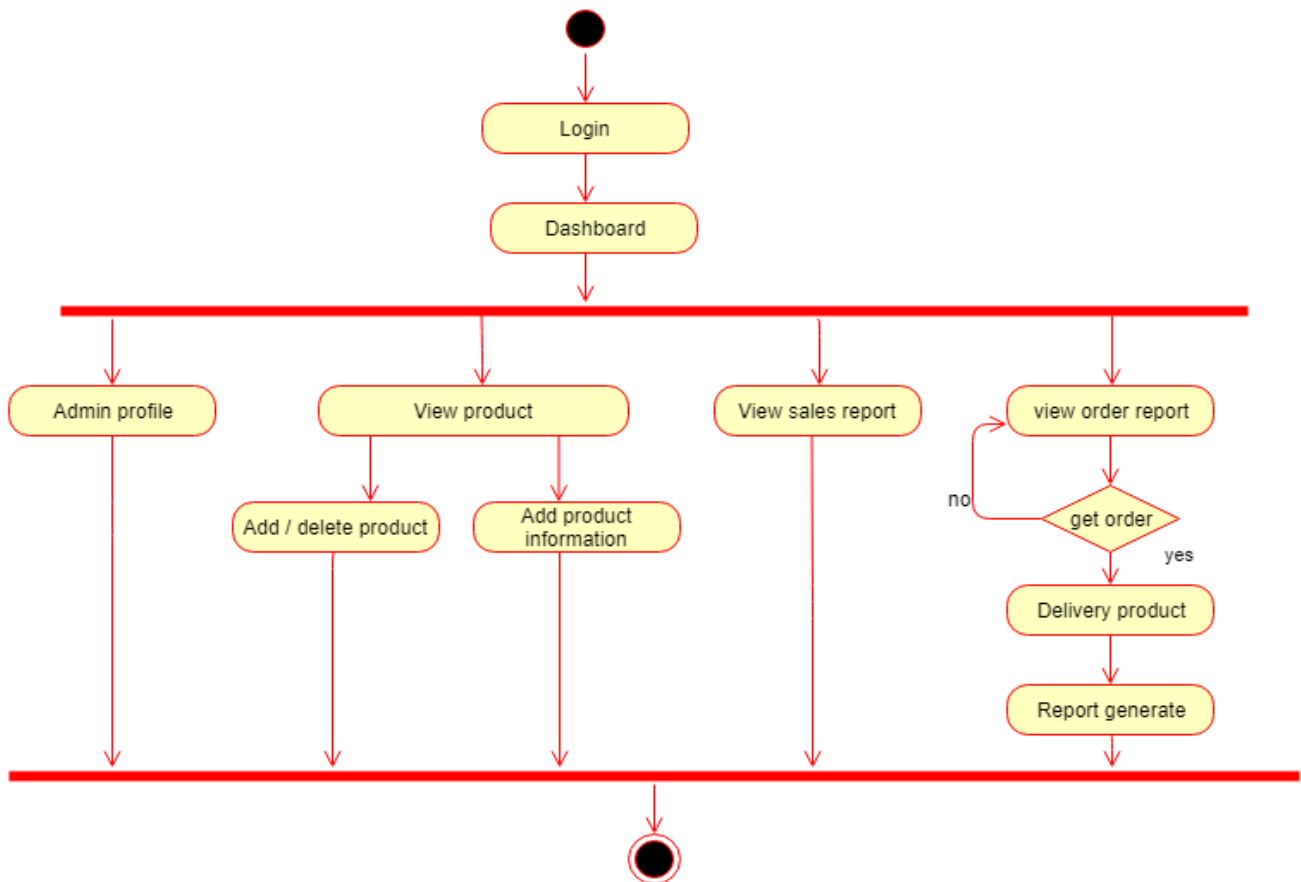 Login
Dashboard
Admin profile
View product
View sales report
view order report
no
get order
Add / delete product
Add product
information
yes
Delivery product
Report generate